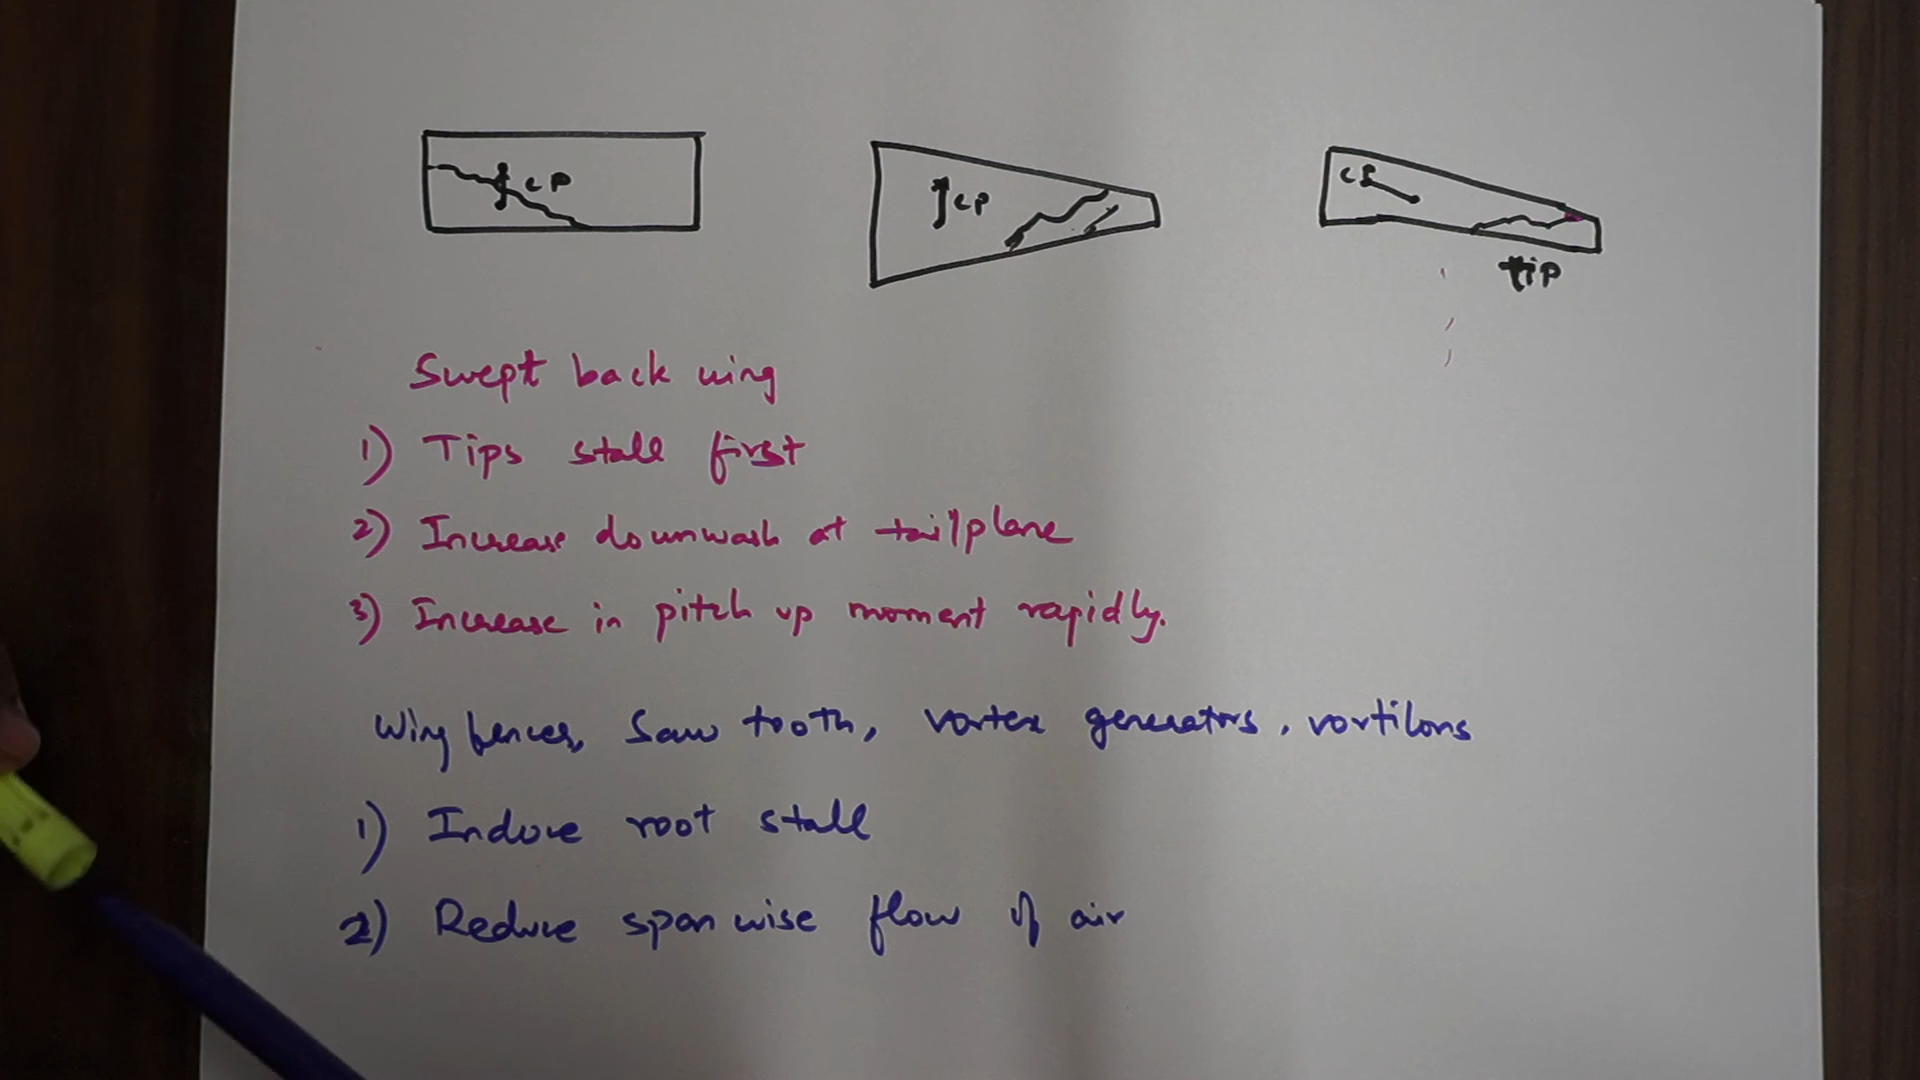 CP
CP
CP
tip
Swept back wing
1) Tips stall first
2) Increase downwash at tailplane
3) Increase in pitch up moment rapidly.
Wing fences, Saw tooth, vortex generators, vortilons
1) Induce root stall
2) Reduce spanwise flow of air